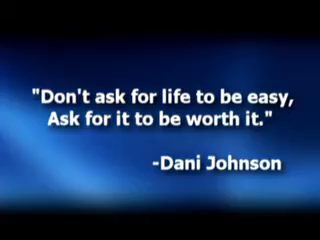 "Don't ask for life to be easy,
Ask for it to be worth it."
-Dani Johnson